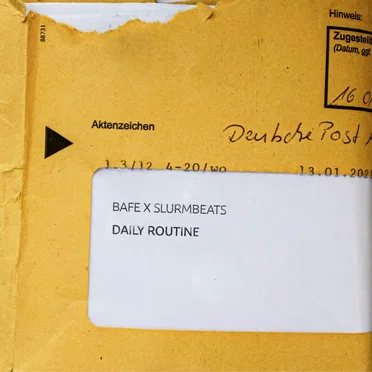 88731
Hinweis:
Zugestellt
(Datum, ggf.
16.0
Aktenzeichen
Deutsche Post
1 3/12 4-20/WO 13.01.202
BAFE X SLURMBEATS
DAILY ROUTINE